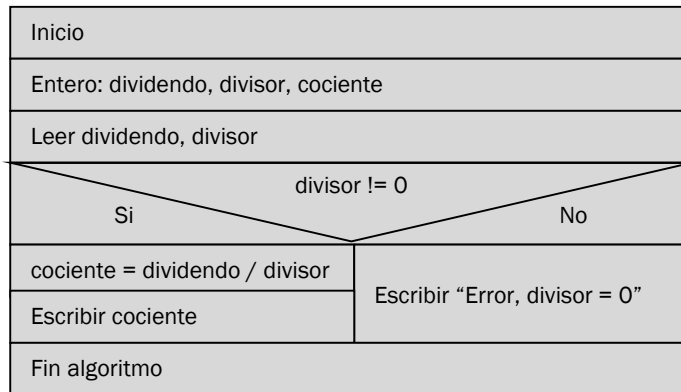 Inicio
Entero: dividendo, divisor, cociente
Leer dividendo, divisor
divisor != 0
Si
No
cociente = dividendo / divisor
Escribir cociente
Escribir “Error, divisor = 0”
Fin algoritmo